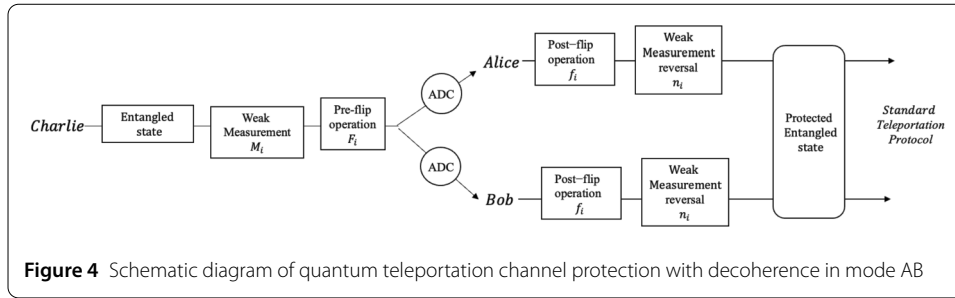 Charlie
Entangled
state
Weak
Measurement
M_i
Pre-flip
operation
F_i
ADC
ADC
Alice
Post−flip
operation
f_i
Weak
Measurement
reversal
n_i
Bob
Post−flip
operation
f_i
Weak
Measurement
reversal
n_i
Protected
Entangled
state
Standard
Teleportation
Protocol
Figure 4 Schematic diagram of quantum teleportation channel protection with decoherence in mode AB